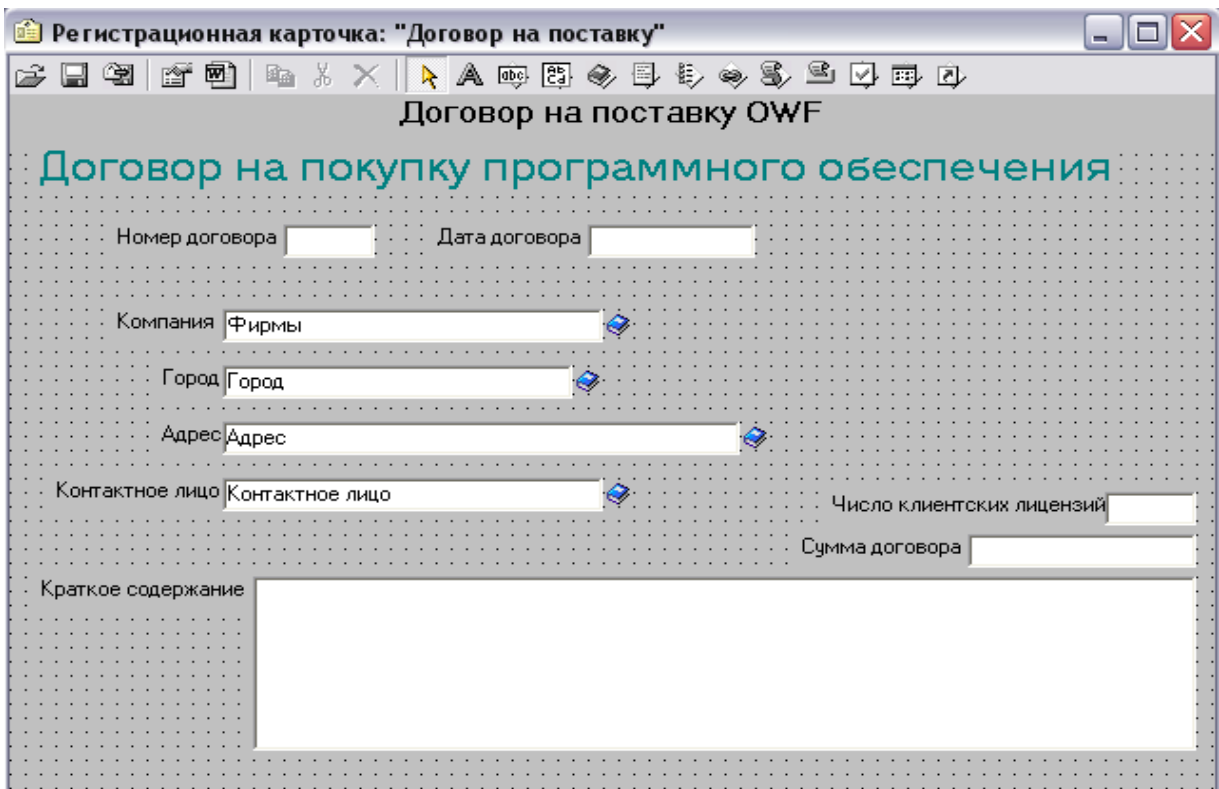 Регистрационная карточка: "Договор на поставку"
Договор на поставку OWF
Договор на покупку программного обеспечения
Номер договора Дата договора
Компания Фирмы
Город Город
Адрес Адрес
Контактное лицо Контактное лицо
Число клиентских лицензий
Сумма договора
Краткое содержание